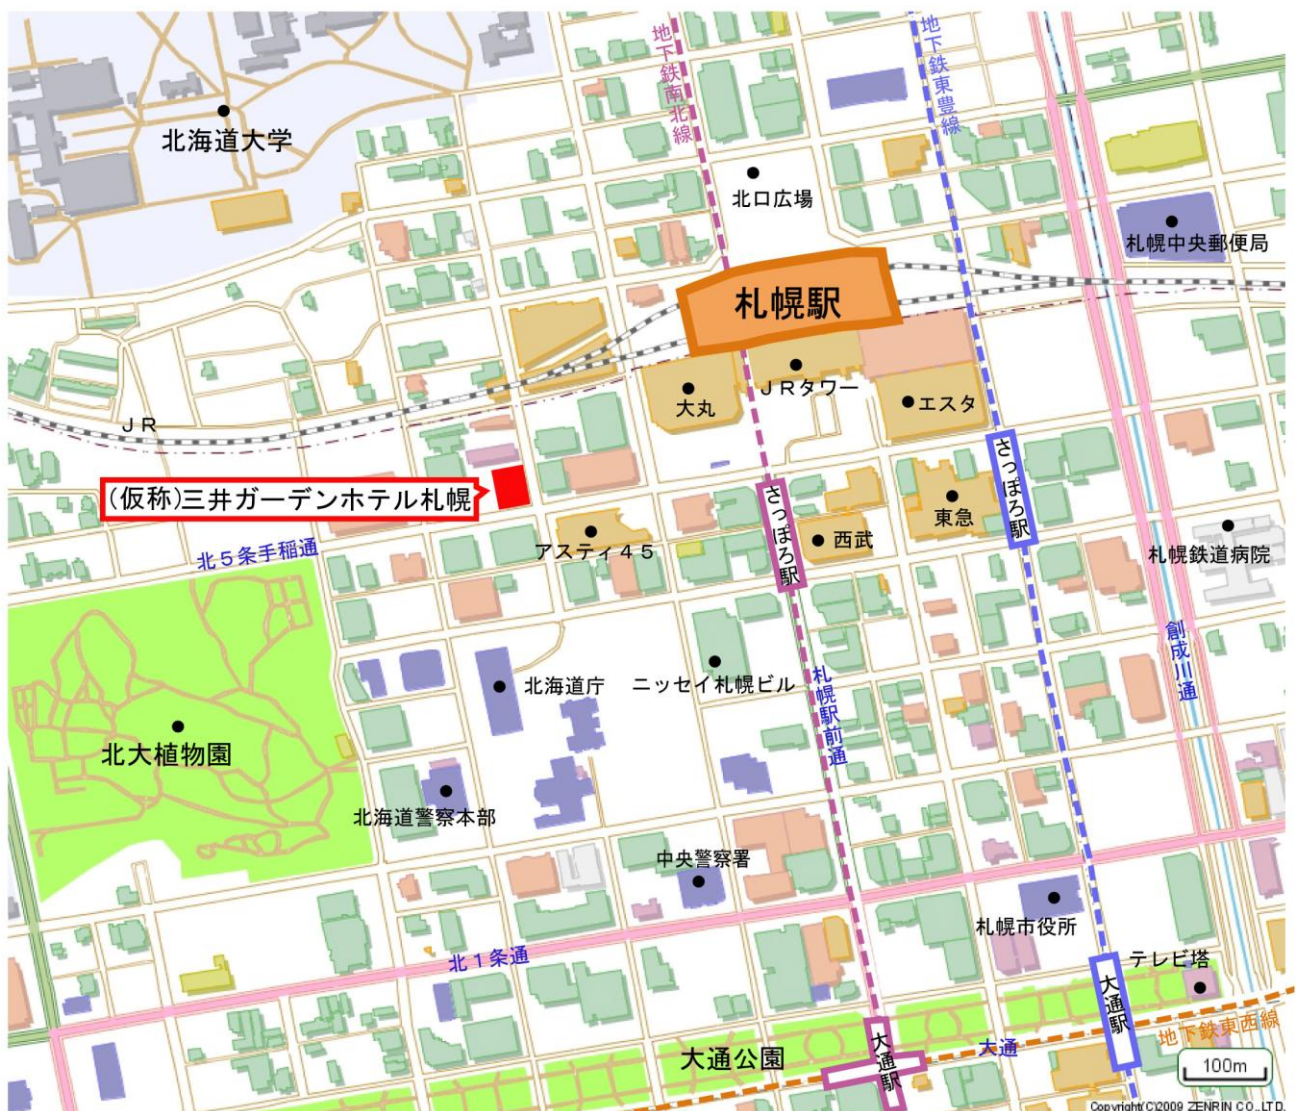 地下鉄南北線
地下鉄東豊線
北海道大学
北口広場
札幌中央郵便局
札幌駅
JRタワー
大丸
エスタ
JR
(仮称)三井ガーデンホテル札幌
さっぽろ駅
さっぽろ駅
東急
西武
アスティ45
札幌鉄道病院
北5条手稲通
創成川通
北海道庁
ニッセイ札幌ビル
札幌駅前通
北大植物園
北海道警察本部
中央警察署
札幌市役所
北1条通
テレビ塔
大通駅
地下鉄東西線
大通駅
大通
大通公園
100m
Copyright(C)2009 ZENRIN CO.,LTD.